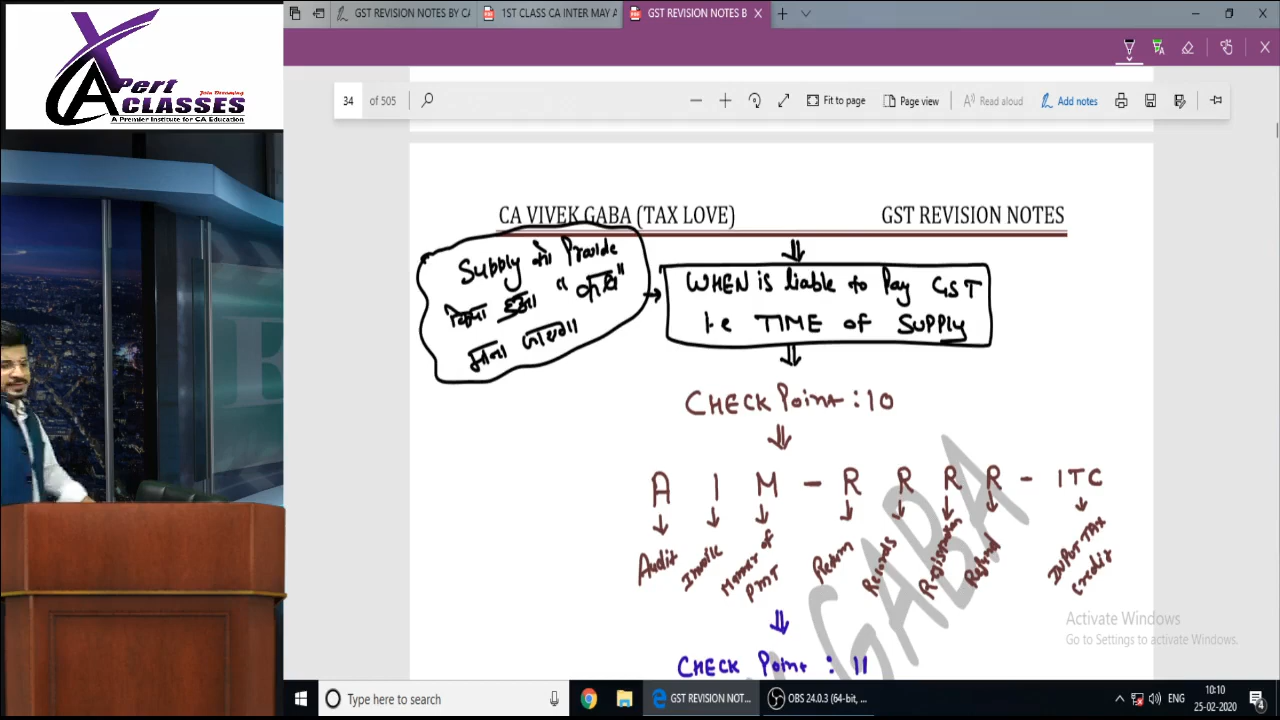 GST REVISION NOTES BY CA
1ST CLASS CA INTER MAY A
GST REVISION NOTES B
XPert
Join Dreaming
CA CLASSES
A Premier Institute for CA Education
34 of 505
Fit to page
Page view
Read aloud
Add notes
CA VIVEK GABA (TAX LOVE)
GST REVISION NOTES
Supply को Provide
किया हुआ "कब"
माना जायेगा
WHEN is liable to Pay GST
i.e TIME of SUPPLY
CHECK Point : 10
A I M - R R R R - ITC
Audit
Invoice
Manner of PMT
Return
Records
Registration
Refund
INPUT TAX credit
CHECK Point : 11
GABA
Activate Windows
Go to Settings to activate Windows.
Type here to search
GST REVISION NOT...
OBS 24.0.3 (64-bit, ...
ENG
10:10
25-02-2020
4